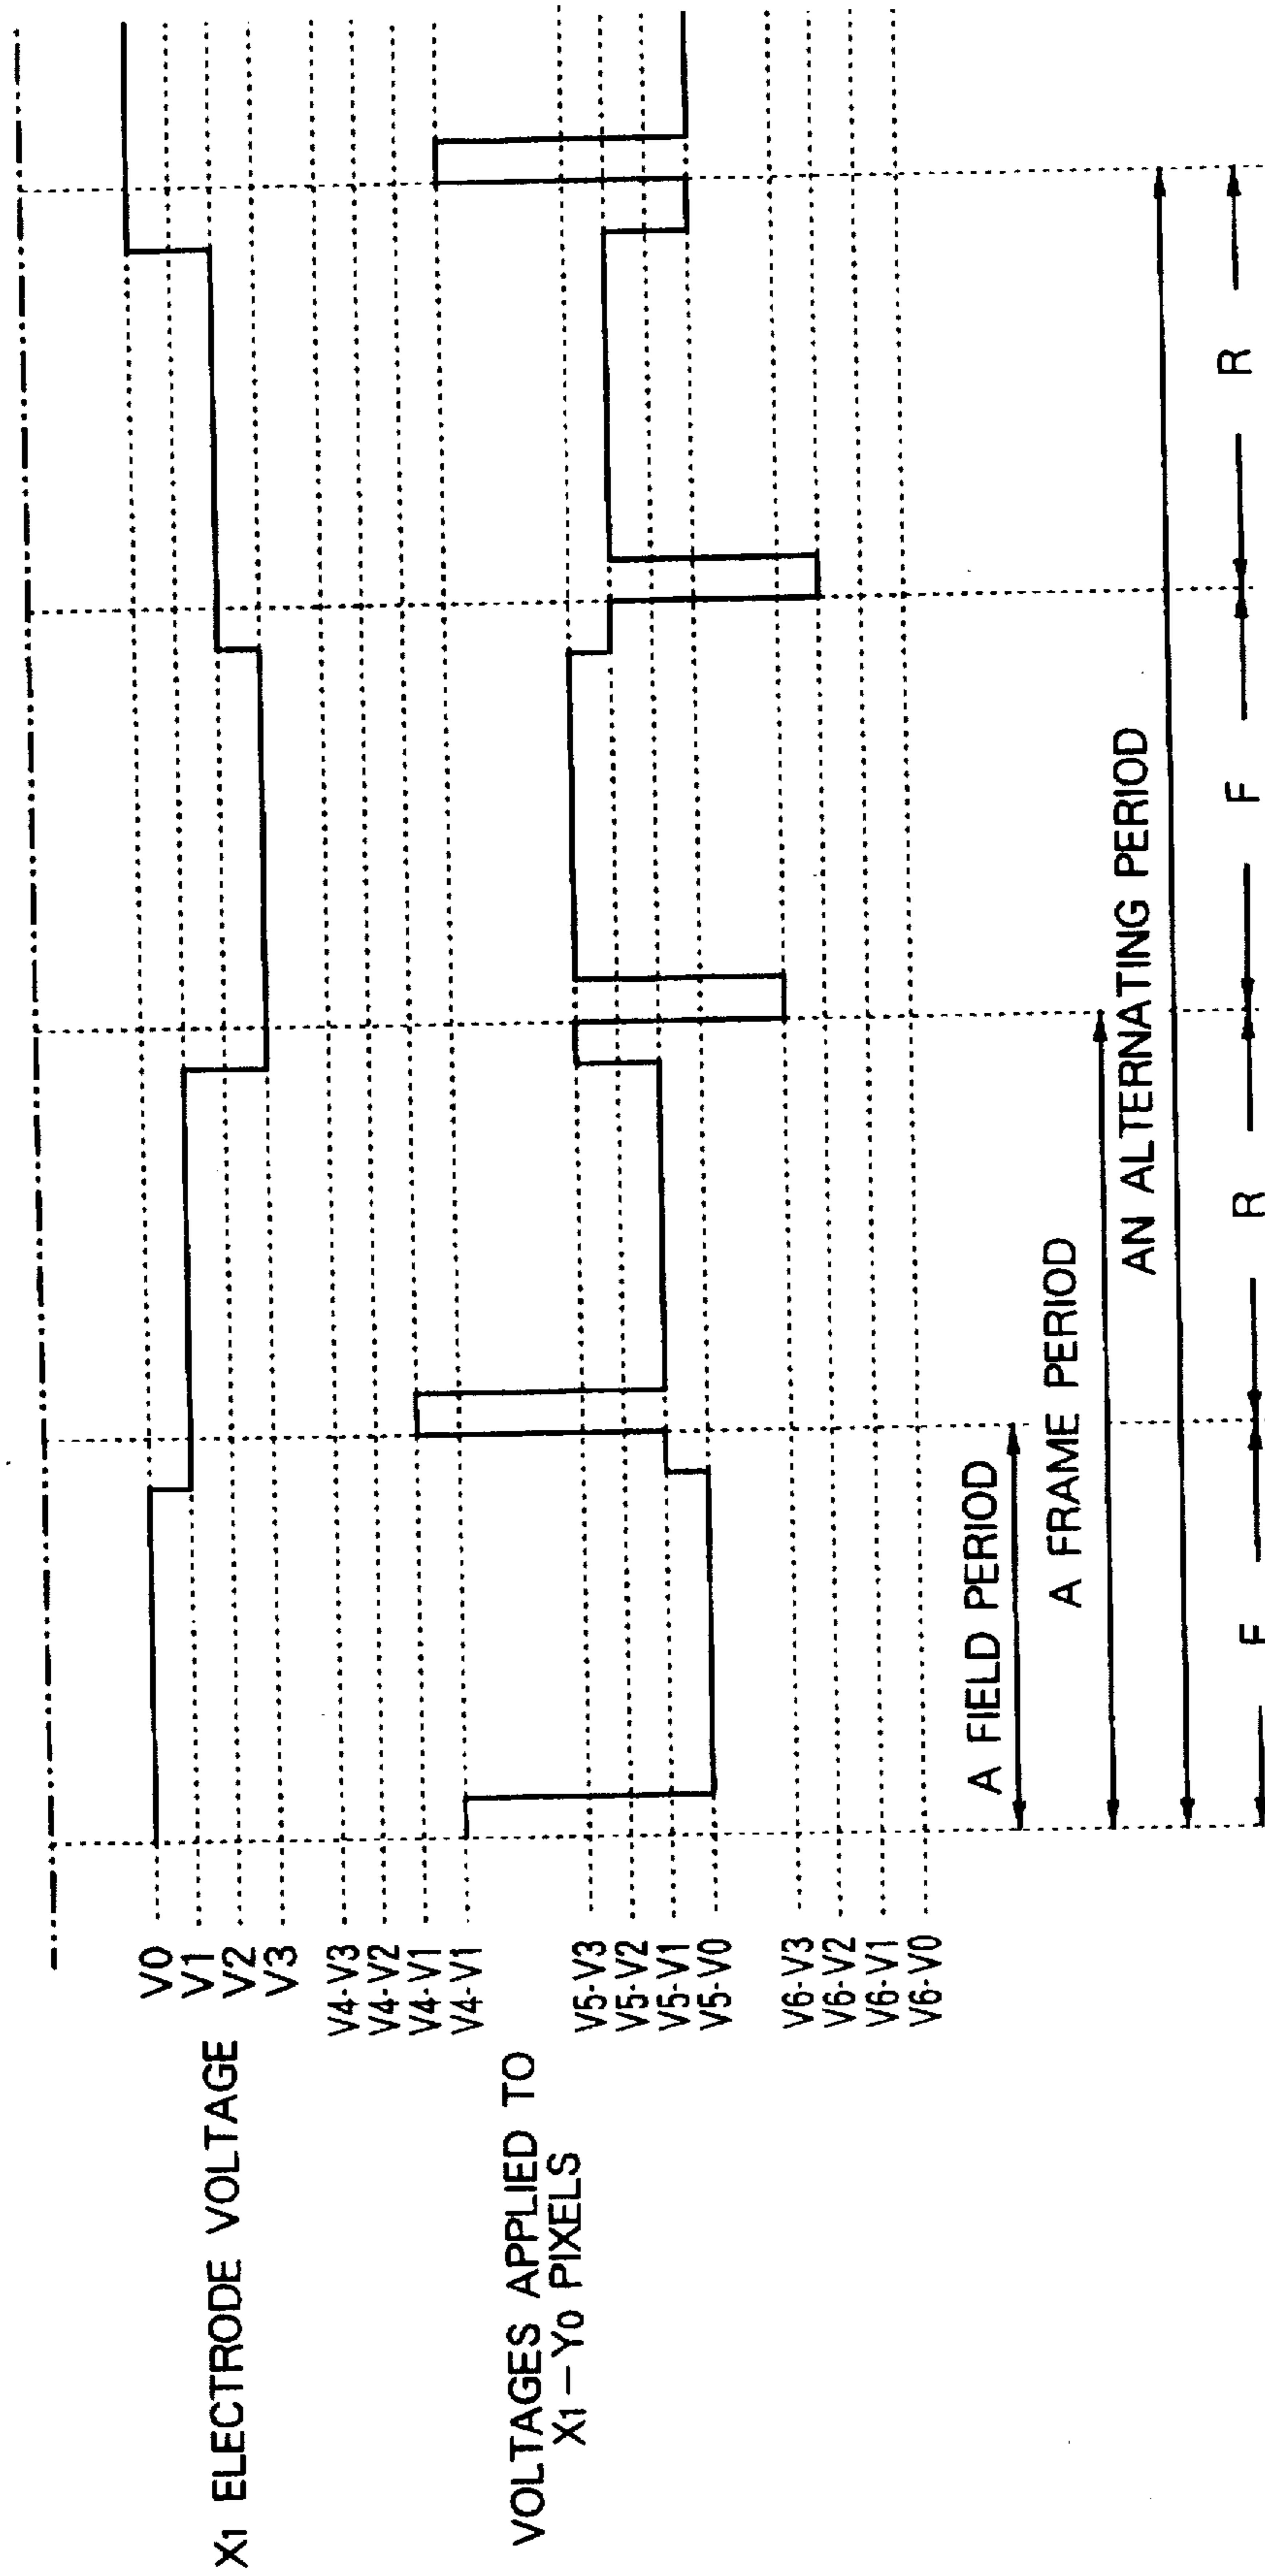 X1 ELECTRODE VOLTAGE
V0
V1
V2
V3
V4-V3
V4-V2
V4-V1
V4-V1
VOLTAGES APPLIED TO
X1-Y0 PIXELS
V5-V3
V5-V2
V5-V1
V5-V0
V6-V3
V6-V2
V6-V1
V6-V0
A FIELD PERIOD
A FRAME PERIOD
AN ALTERNATING PERIOD
F R F R